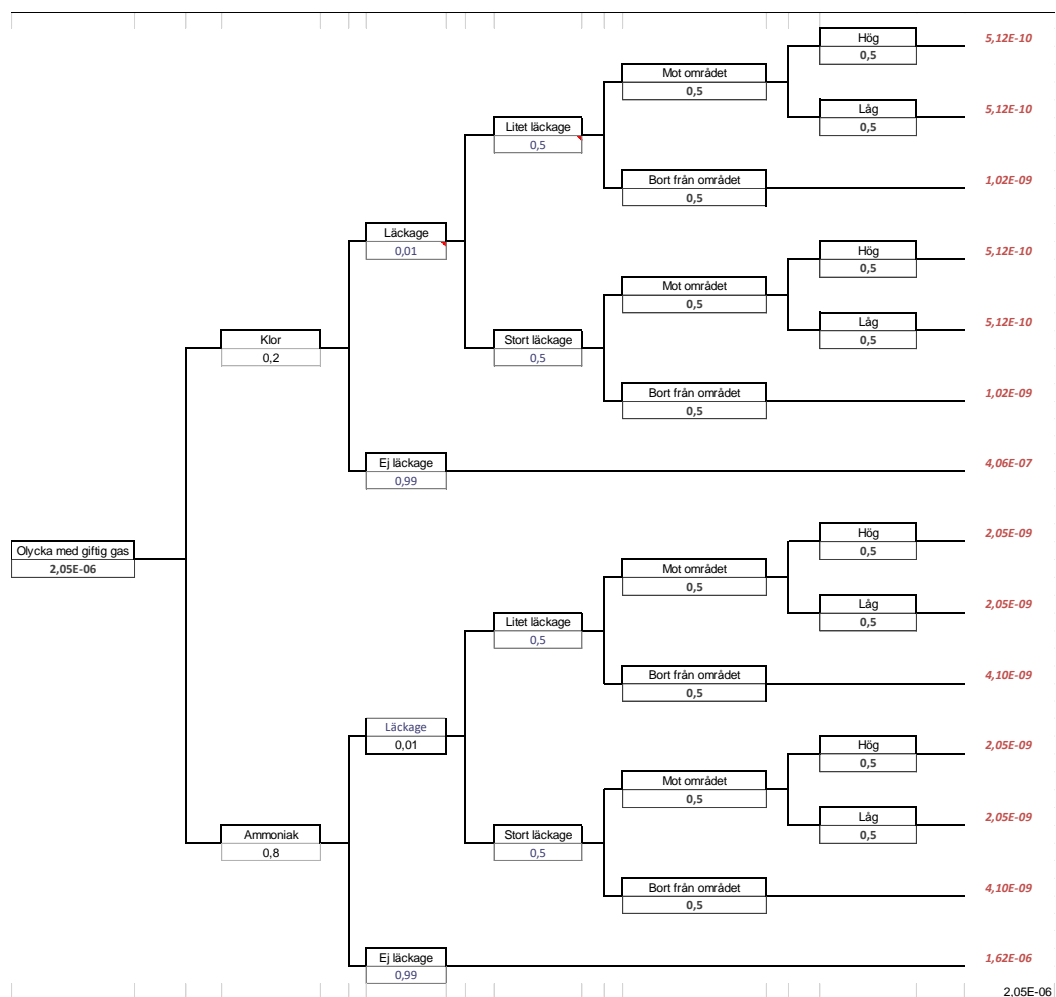 Hög
5,12E-10
0,5
Mot området
0,5
Låg
5,12E-10
0,5
Litet läckage
0,5
Bort från området
1,02E-09
0,5
Läckage
0,01
Hög
5,12E-10
0,5
Mot området
0,5
Låg
5,12E-10
0,5
Klor
0,2
Stort läckage
0,5
Bort från området
1,02E-09
0,5
Ej läckage
4,06E-07
0,99
Olycka med giftig gas
2,05E-06
Hög
2,05E-09
0,5
Mot området
0,5
Låg
2,05E-09
0,5
Litet läckage
0,5
Bort från området
4,10E-09
0,5
Läckage
0,01
Hög
2,05E-09
0,5
Mot området
0,5
Låg
2,05E-09
0,5
Ammoniak
0,8
Stort läckage
0,5
Bort från området
4,10E-09
0,5
Ej läckage
1,62E-06
0,99
2,05E-06